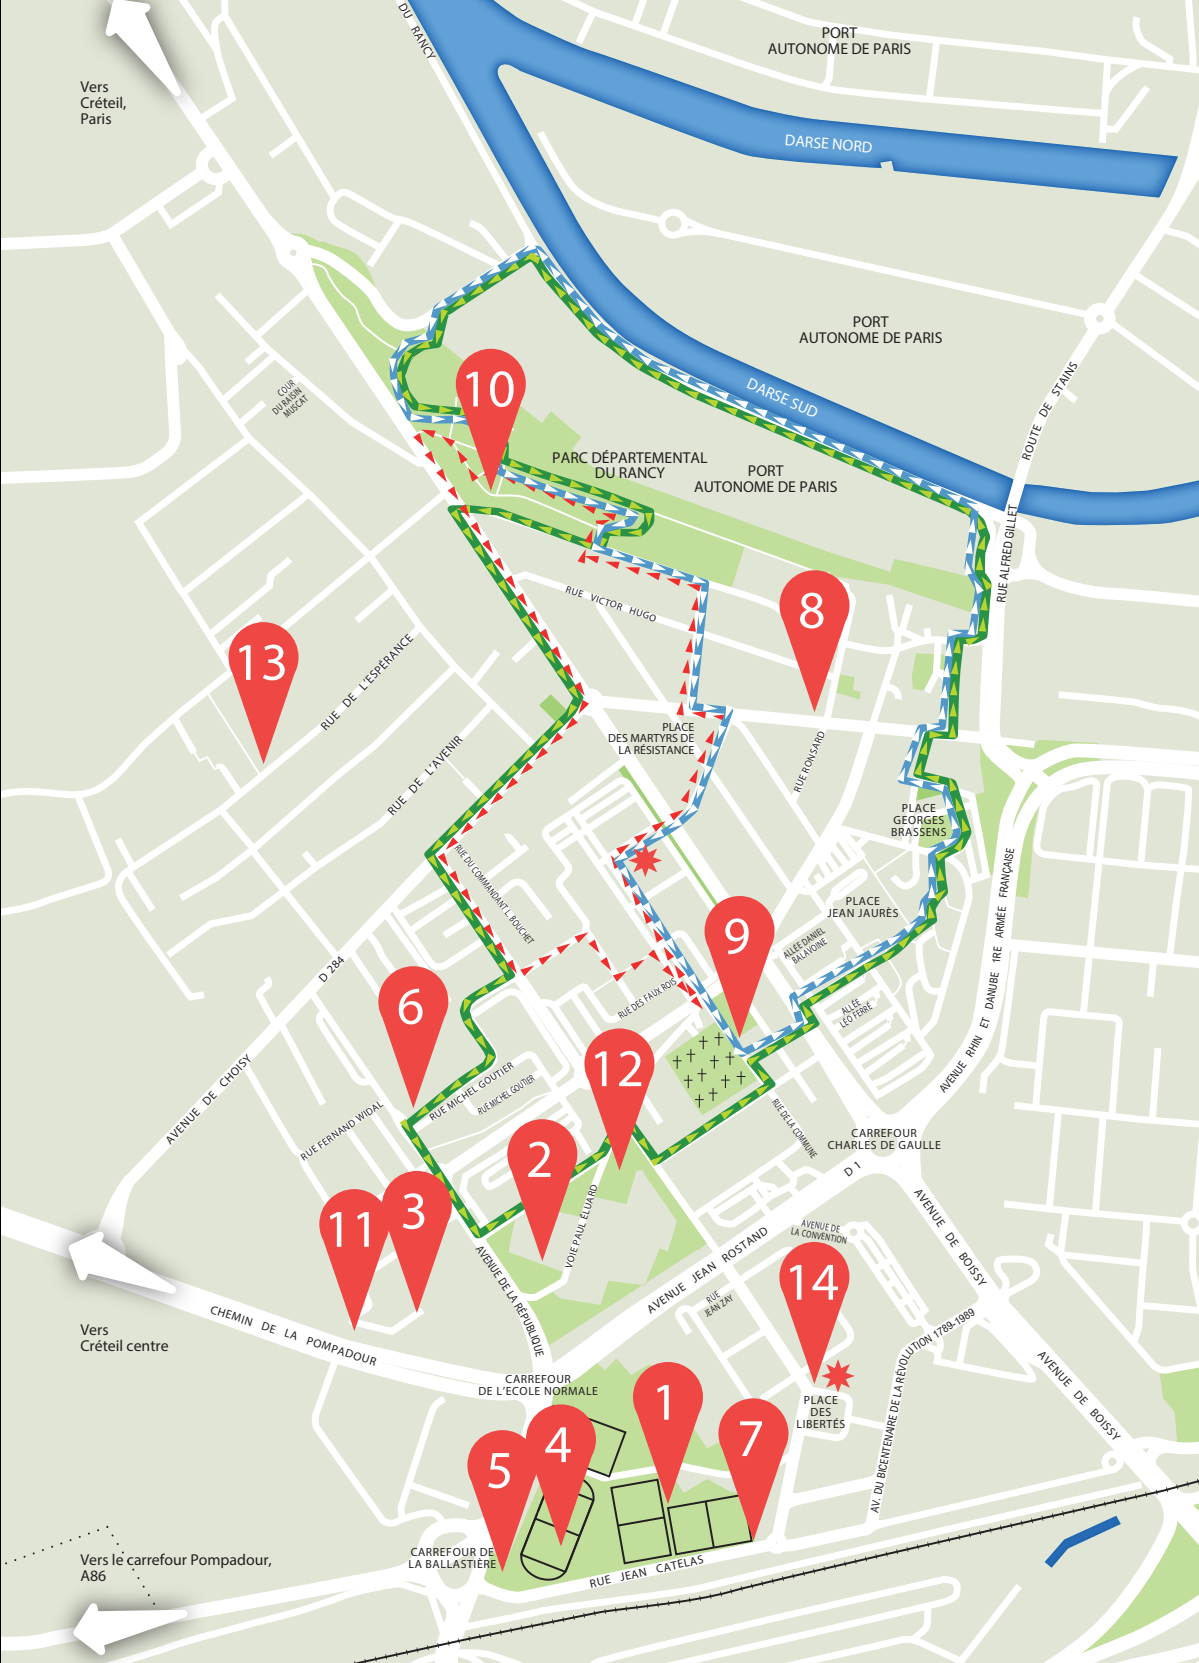 DU RANCY
PORT
AUTONOME DE PARIS
Vers
Créteil,
Paris
DARSE NORD
PORT
AUTONOME DE PARIS
DARSE SUD
ROUTE DE STAINS
COUR
DU RAISIN
MUSCAT
10
PARC DÉPARTEMENTAL
DU RANCY
PORT
AUTONOME DE PARIS
RUE ALFRED GILLET
RUE VICTOR HUGO
8
13
RUE DE L'ESPÉRANCE
PLACE
DES MARTYRS DE
LA RÉSISTANCE
RUE RONSARD
RUE DE L'AVENIR
PLACE
GEORGES
BRASSENS
RUE DU COMMANDANT L. BOUCHET
PLACE
JEAN JAURÈS
9
ALLÉE DANIEL
BALAVOINE
D 284
6
RUE DES FAUX ROIS
ALLÉE
LÉO FERRÉ
AVENUE RHIN ET DANUBE 1RE ARMÉE FRANÇAISE
12
AVENUE DE CHOISY
RUE MICHEL GOUTIER
RUE MICHEL GOUTIER
RUE FERNAND WIDAL
RUE DE LA COMMUNE
CARREFOUR
CHARLES DE GAULLE
D 1
2
3
11
VOIE PAUL ÉLUARD
AVENUE DE BOISSY
AVENUE DE
LA CONVENTION
AVENUE JEAN ROSTAND
14
RUE
JEAN ZAY
AVENUE DE LA RÉPUBLIQUE
CHEMIN DE LA POMPADOUR
Vers
Créteil centre
AV. DU BICENTENAIRE DE LA RÉVOLUTION 1789-1989
AVENUE DE BOISSY
CARREFOUR
DE L'ECOLE NORMALE
1
PLACE
DES
LIBERTÉS
7
4
5
CARREFOUR DE
LA BALLASTIÈRE
RUE JEAN CATELAS
Vers le carrefour Pompadour,
A86